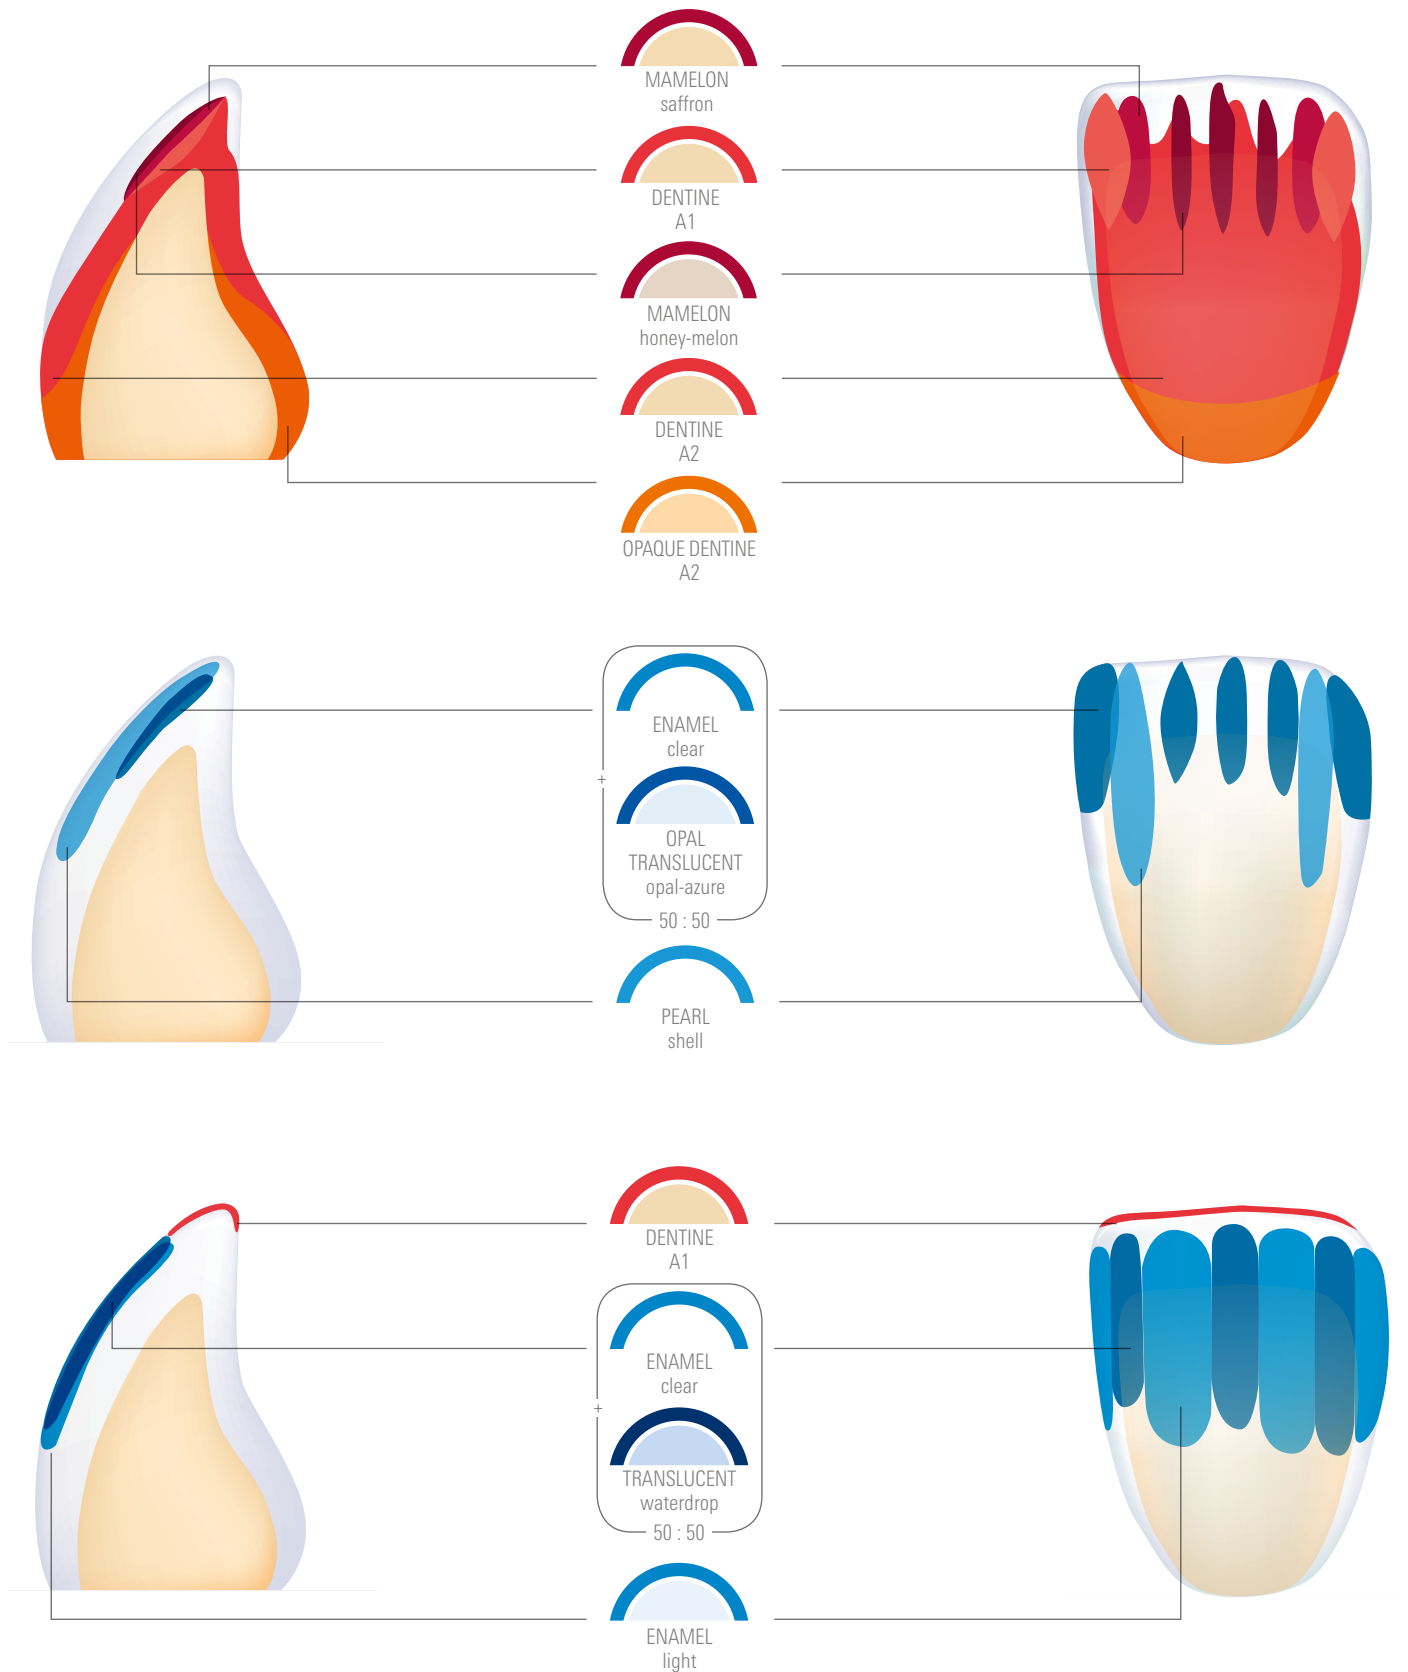 MAMELON
saffron
DENTINE
A1
MAMELON
honey-melon
DENTINE
A2
OPAQUE DENTINE
A2
ENAMEL
clear
+
OPAL
TRANSLUCENT
opal-azure
50 : 50
PEARL
shell
DENTINE
A1
ENAMEL
clear
+
TRANSLUCENT
waterdrop
50 : 50
ENAMEL
light